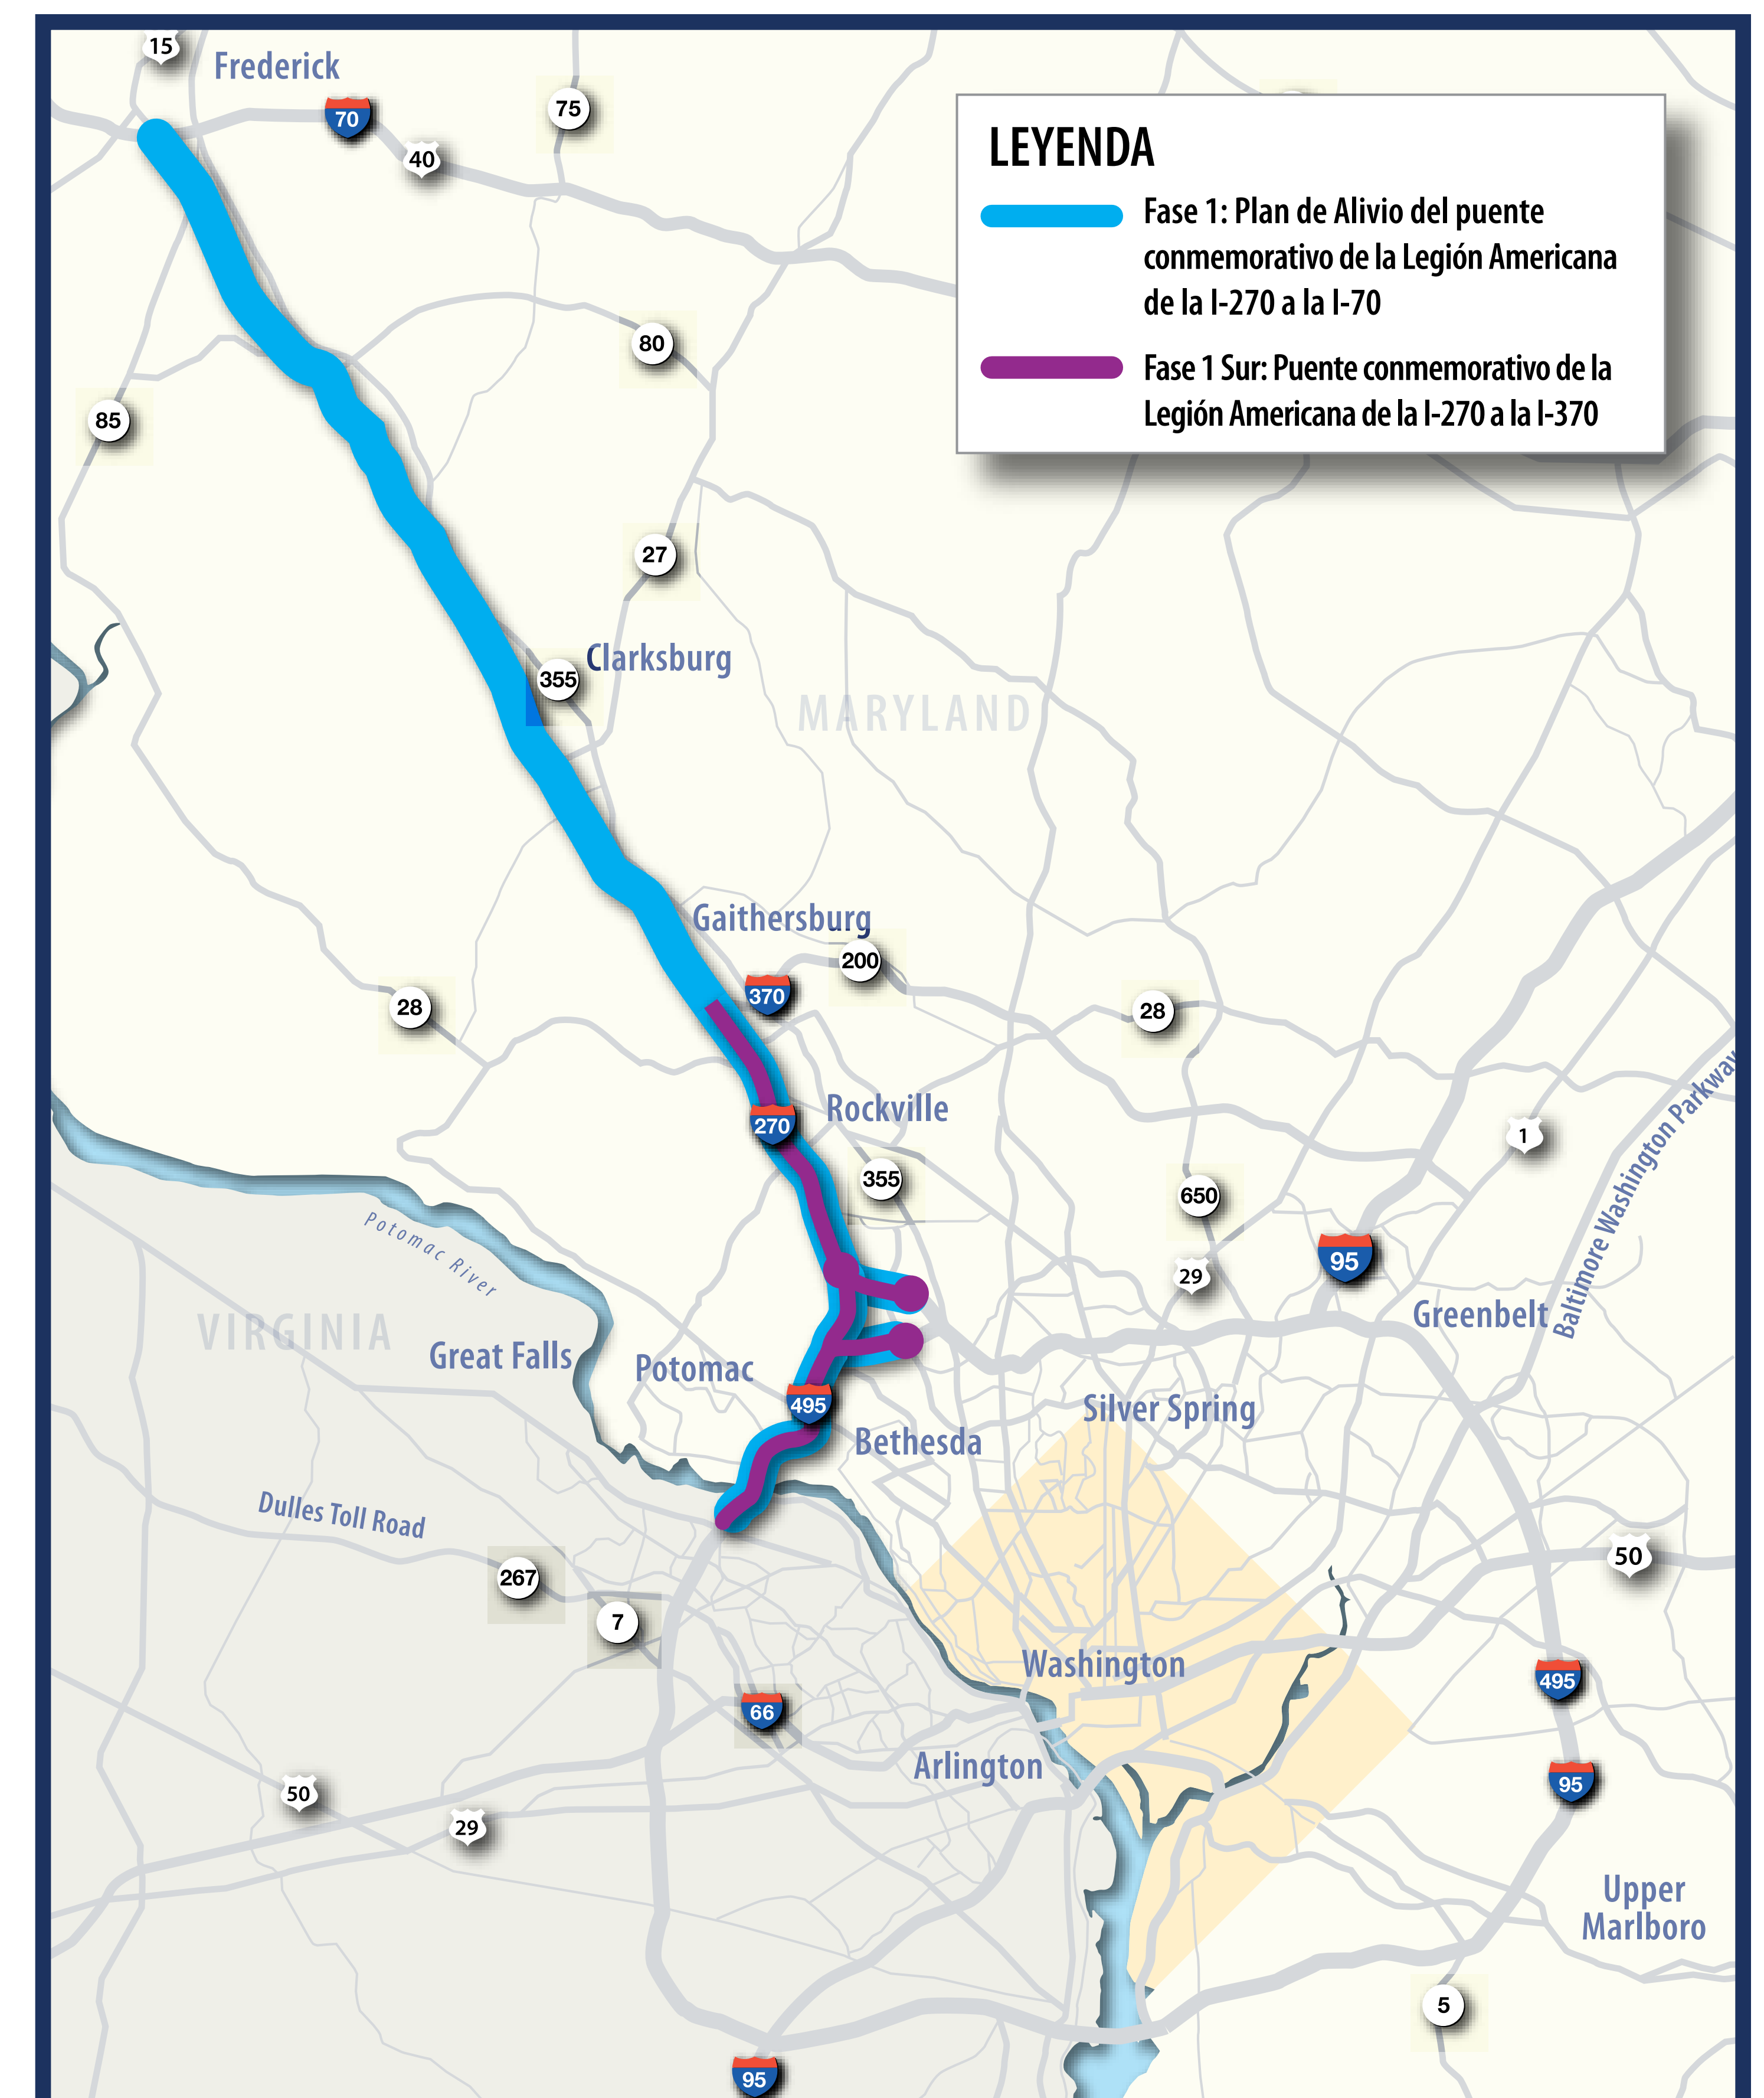 15
Frederick
70
75
40
LEYENDA
Fase 1: Plan de Alivio del puente
conmemorativo de la Legión Americana
de la I-270 a la I-70
Fase 1 Sur: Puente conmemorativo de la
Legión Americana de la I-270 a la I-370
80
85
27
Clarksburg
355
MARYLAND
Gaithersburg
200
370
28
28
Rockville
270
1
Baltimore Washington Parkway
355
650
Potomac River
95
29
VIRGINIA
Great Falls
Potomac
Greenbelt
495
Silver Spring
Bethesda
Dulles Toll Road
50
267
7
Washington
495
66
Arlington
95
50
29
Upper
Marlboro
5
95